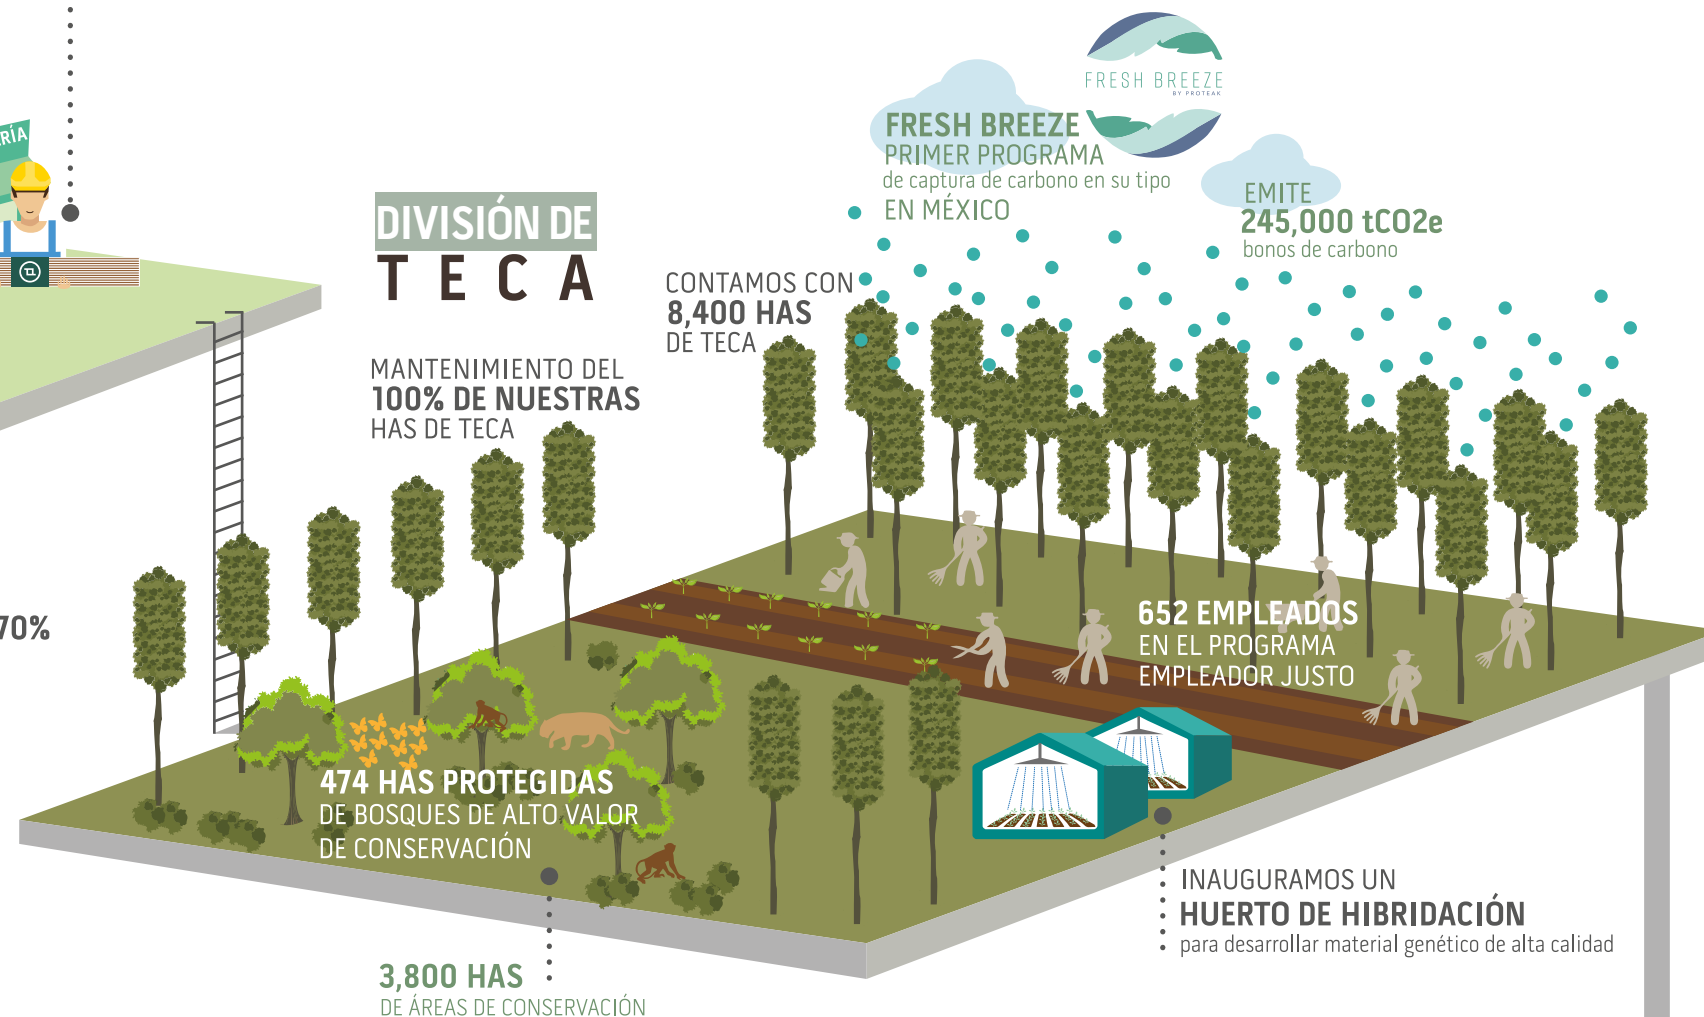 FRESH BREEZE
BY PROTEAK
FRESH BREEZE
PRIMER PROGRAMA
de captura de carbono en su tipo
EN MÉXICO
EMITE
245,000 tCO2e
bonos de carbono
DIVISIÓN DE
TECA
CONTAMOS CON
8,400 HAS
DE TECA
MANTENIMIENTO DEL
100% DE NUESTRAS
HAS DE TECA
70%
652 EMPLEADOS
EN EL PROGRAMA
EMPLEADOR JUSTO
474 HAS PROTEGIDAS
DE BOSQUES DE ALTO VALOR
DE CONSERVACIÓN
INAUGURAMOS UN
HUERTO DE HIBRIDACIÓN
para desarrollar material genético de alta calidad
3,800 HAS
DE ÁREAS DE CONSERVACIÓN